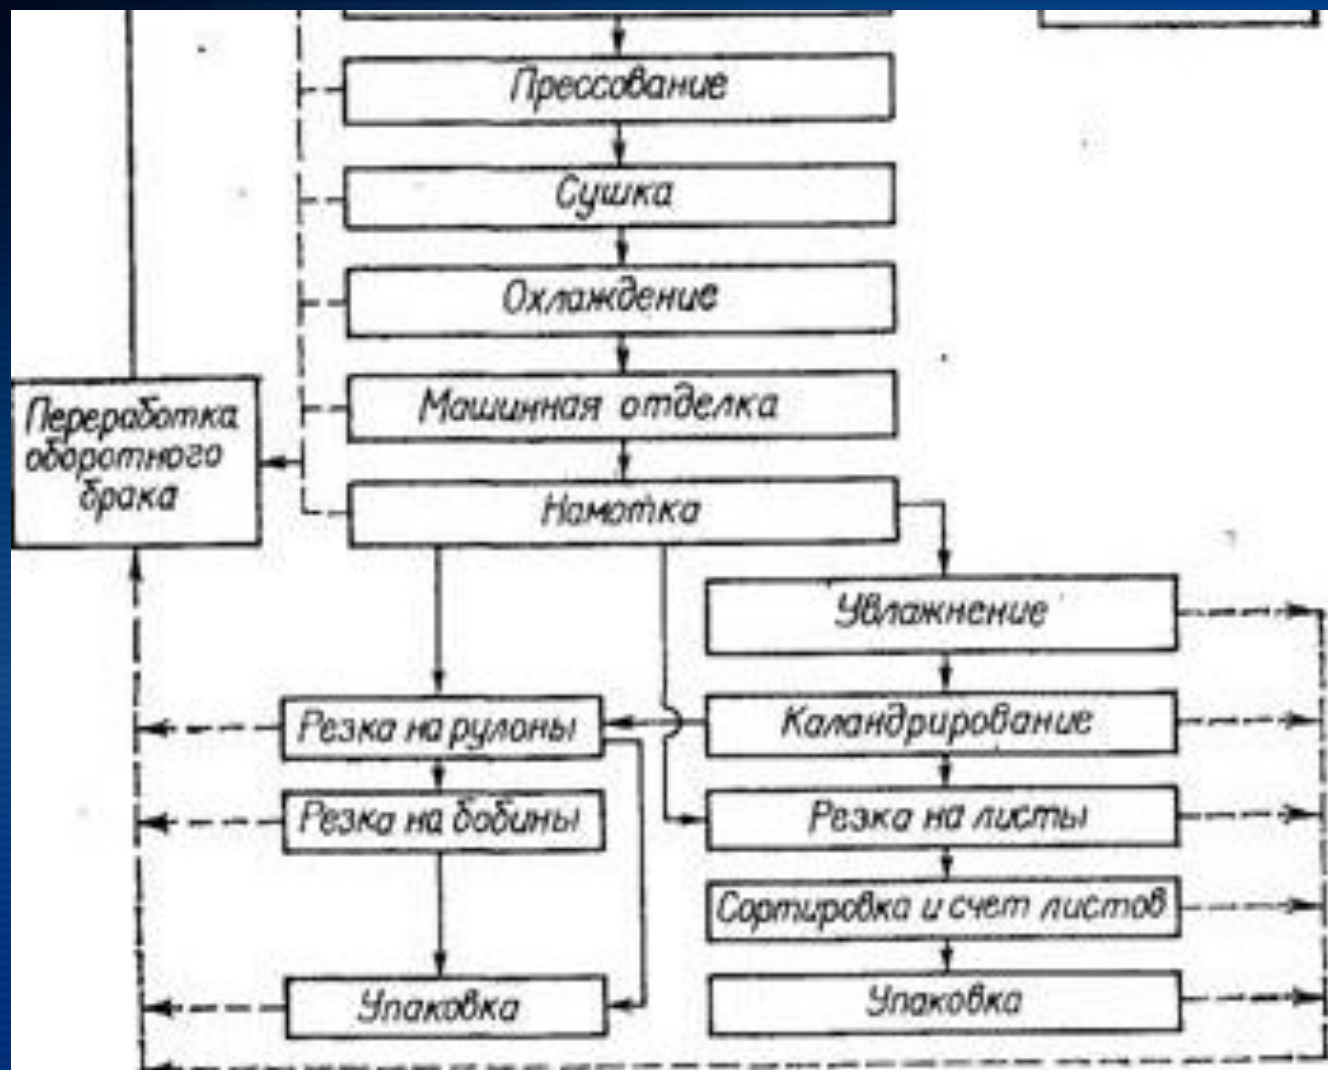 Прессование
Сушка
Охлаждение
Машинная отделка
Переработка
оборотного
брака
Намотка
Увлажнение
Резка на рулоны
Каландрирование
Резка на бобины
Резка на листы
Сортировка и счет листов
Упаковка
Упаковка